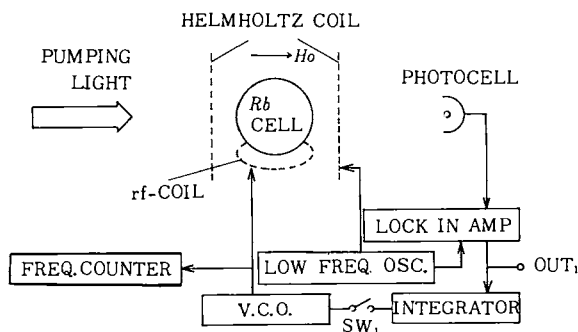 HELMHOLTZ COIL
PUMPING
LIGHT
Ho
PHOTOCELL
Rb
CELL
rf-COIL
LOCK IN AMP
FREQ. COUNTER
LOW FREQ. OSC.
OUT₁
V.C.O.
SW₁
INTEGRATOR